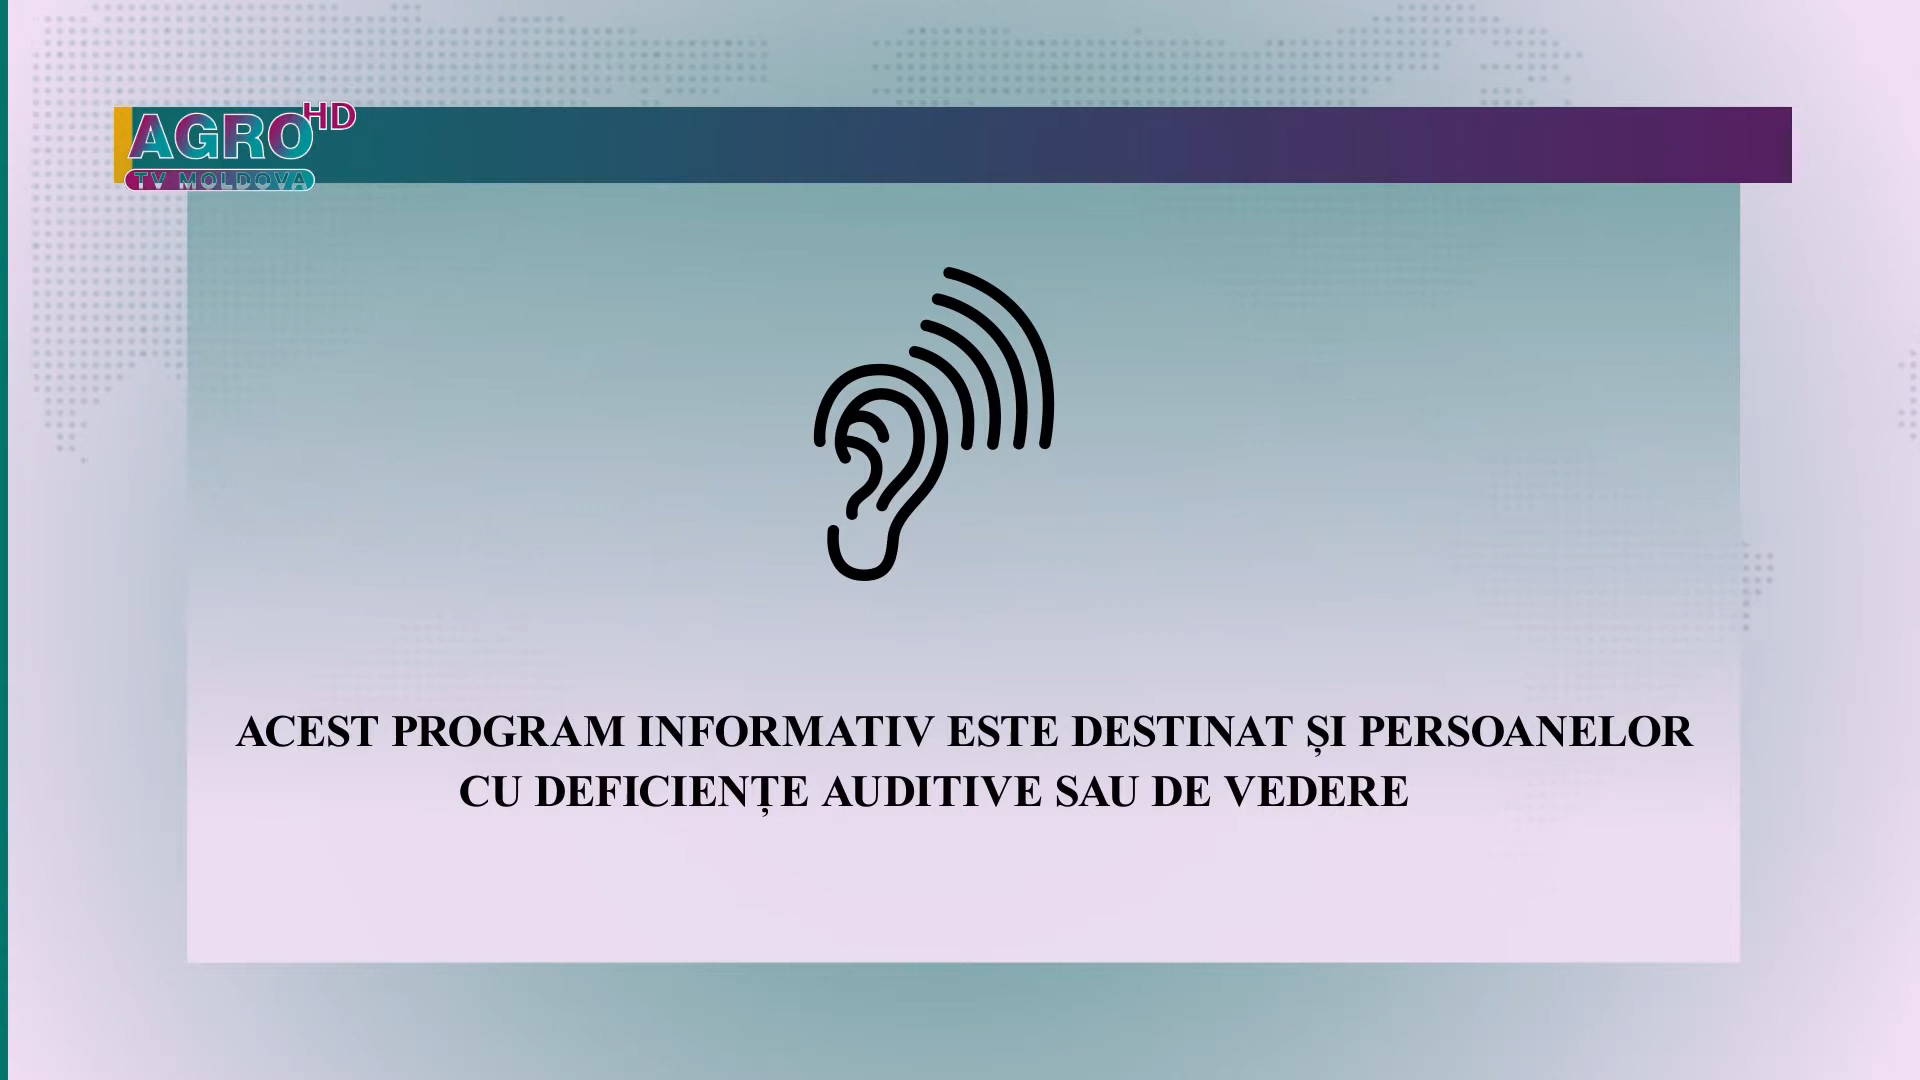 AGRO HD
TV MOLDOVA
ACEST PROGRAM INFORMATIV ESTE DESTINAT ȘI PERSOANELOR
CU DEFICIENȚE AUDITIVE SAU DE VEDERE